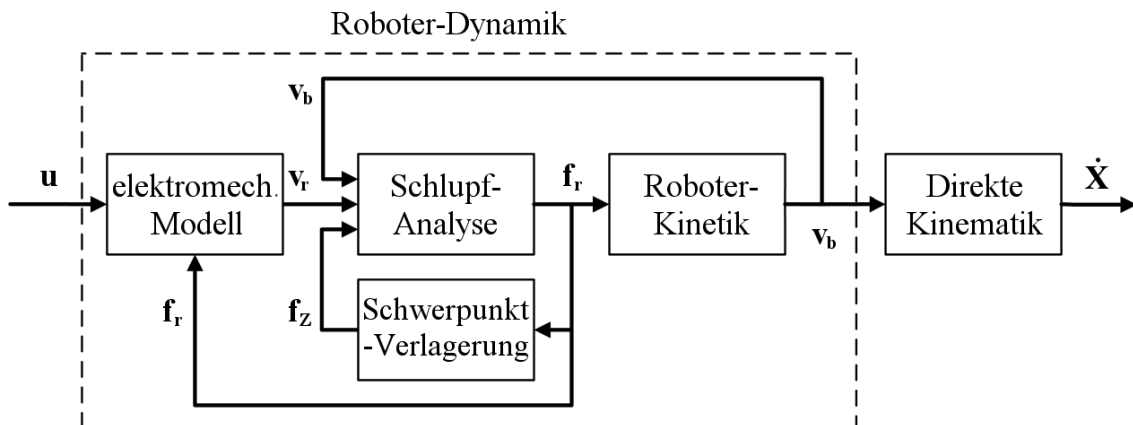 Roboter-Dynamik
v_b
u
elektromech.
Modell
v_r
Schlupf-
Analyse
f_r
Roboter-
Kinetik
v_b
Direkte
Kinematik
Ẋ
f_r
f_Z
Schwerpunkt
-Verlagerung